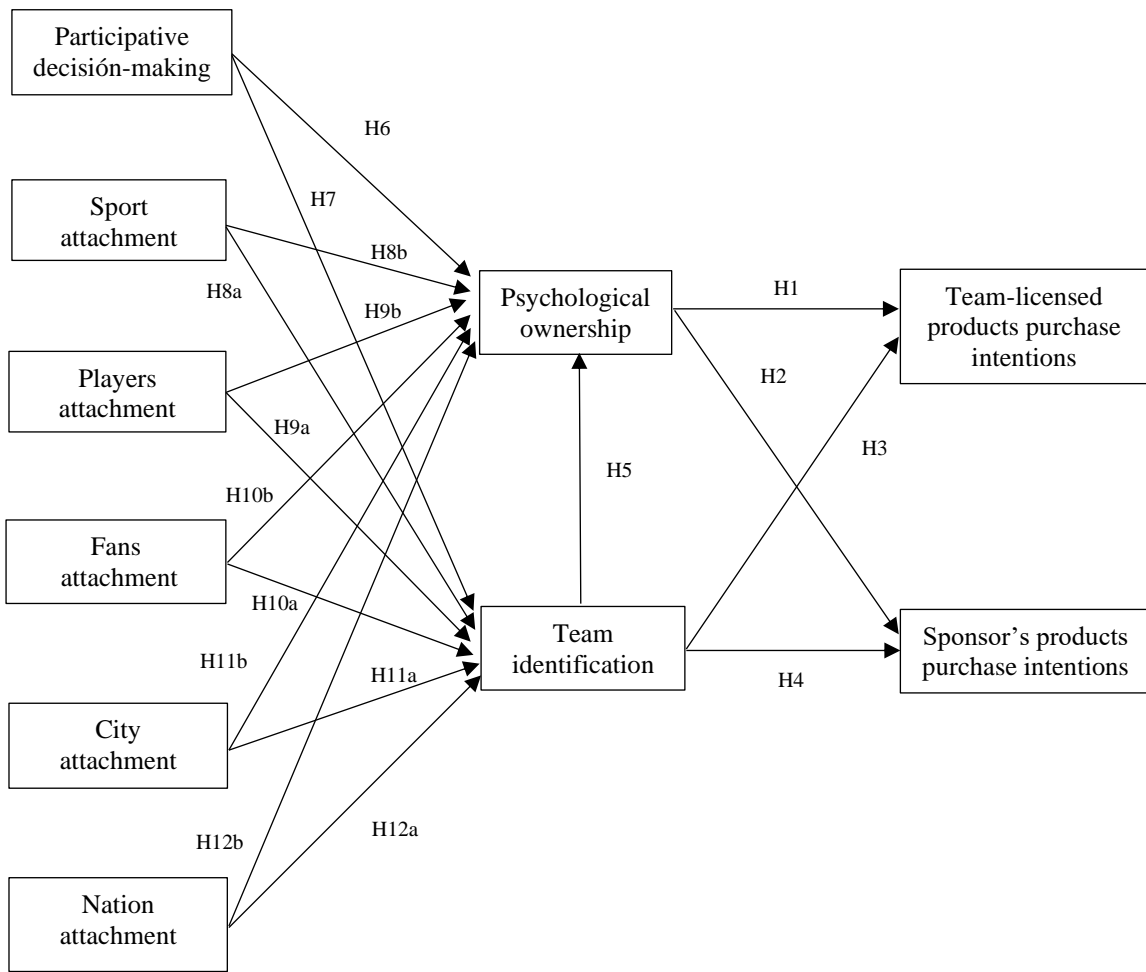 Participative
decisión-making
H6
H7
Sport
attachment
H8b
H8a
Psychological
ownership
H1
Team-licensed
products purchase
intentions
H9b
Players
attachment
H2
H9a
H3
H5
H10b
Fans
attachment
H10a
Team
identification
Sponsor’s products
purchase intentions
H11b
H11a
H4
City
attachment
H12b
H12a
Nation
attachment